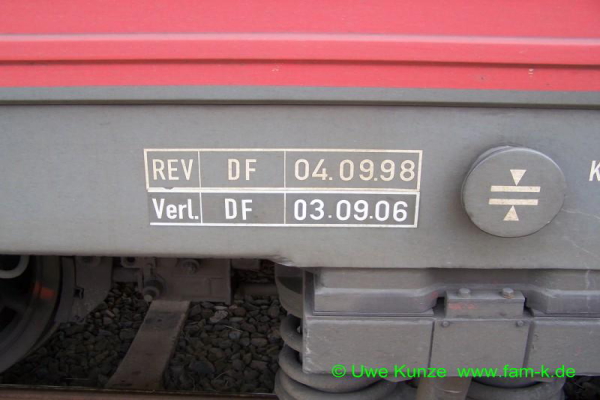 REV DF 04.09.98
Verl. DF 03.09.06
K
© Uwe Kunze www.fam-k.de